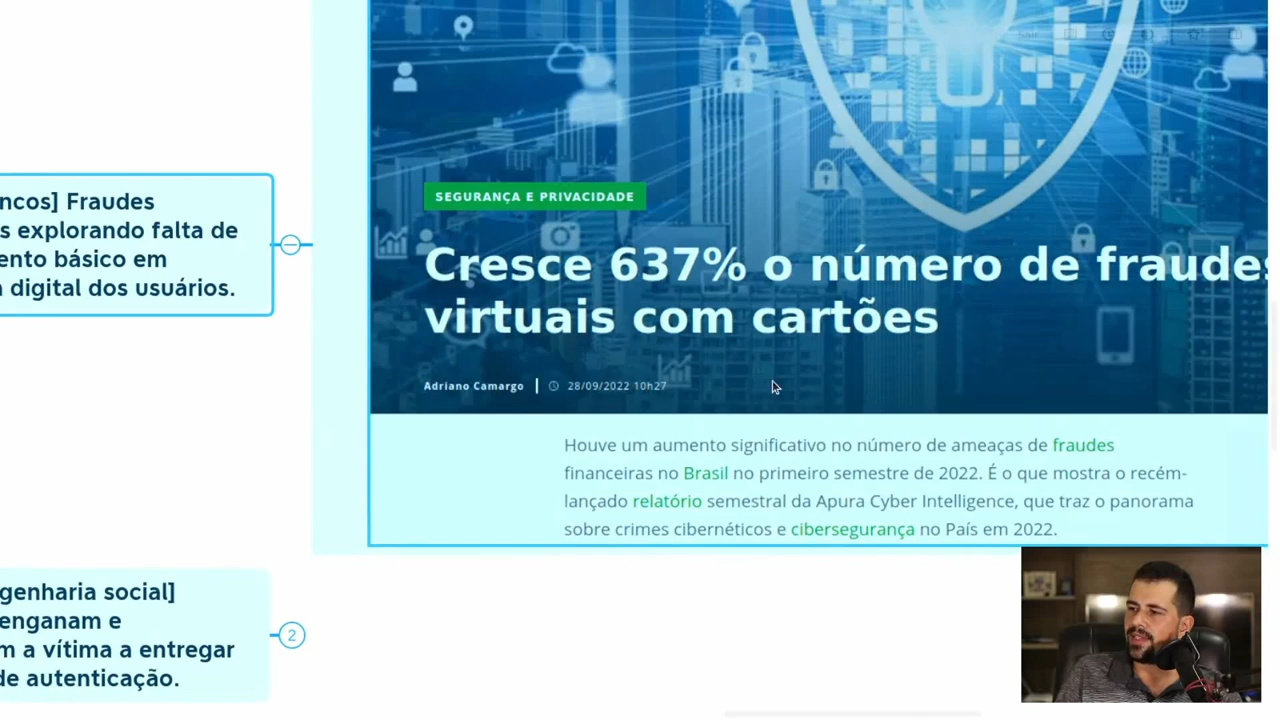 Sair
ncos] Fraudes
s explorando falta de
ento básico em
a digital dos usuários.
SEGURANÇA E PRIVACIDADE
Cresce 637% o número de fraudes
virtuais com cartões
Adriano Camargo | 28/09/2022 10h27
Houve um aumento significativo no número de ameaças de fraudes
financeiras no Brasil no primeiro semestre de 2022. É o que mostra o recém-
lançado relatório semestral da Apura Cyber Intelligence, que traz o panorama
sobre crimes cibernéticos e cibersegurança no País em 2022.
genharia social]
enganam e
m a vítima a entregar
de autenticação.
2